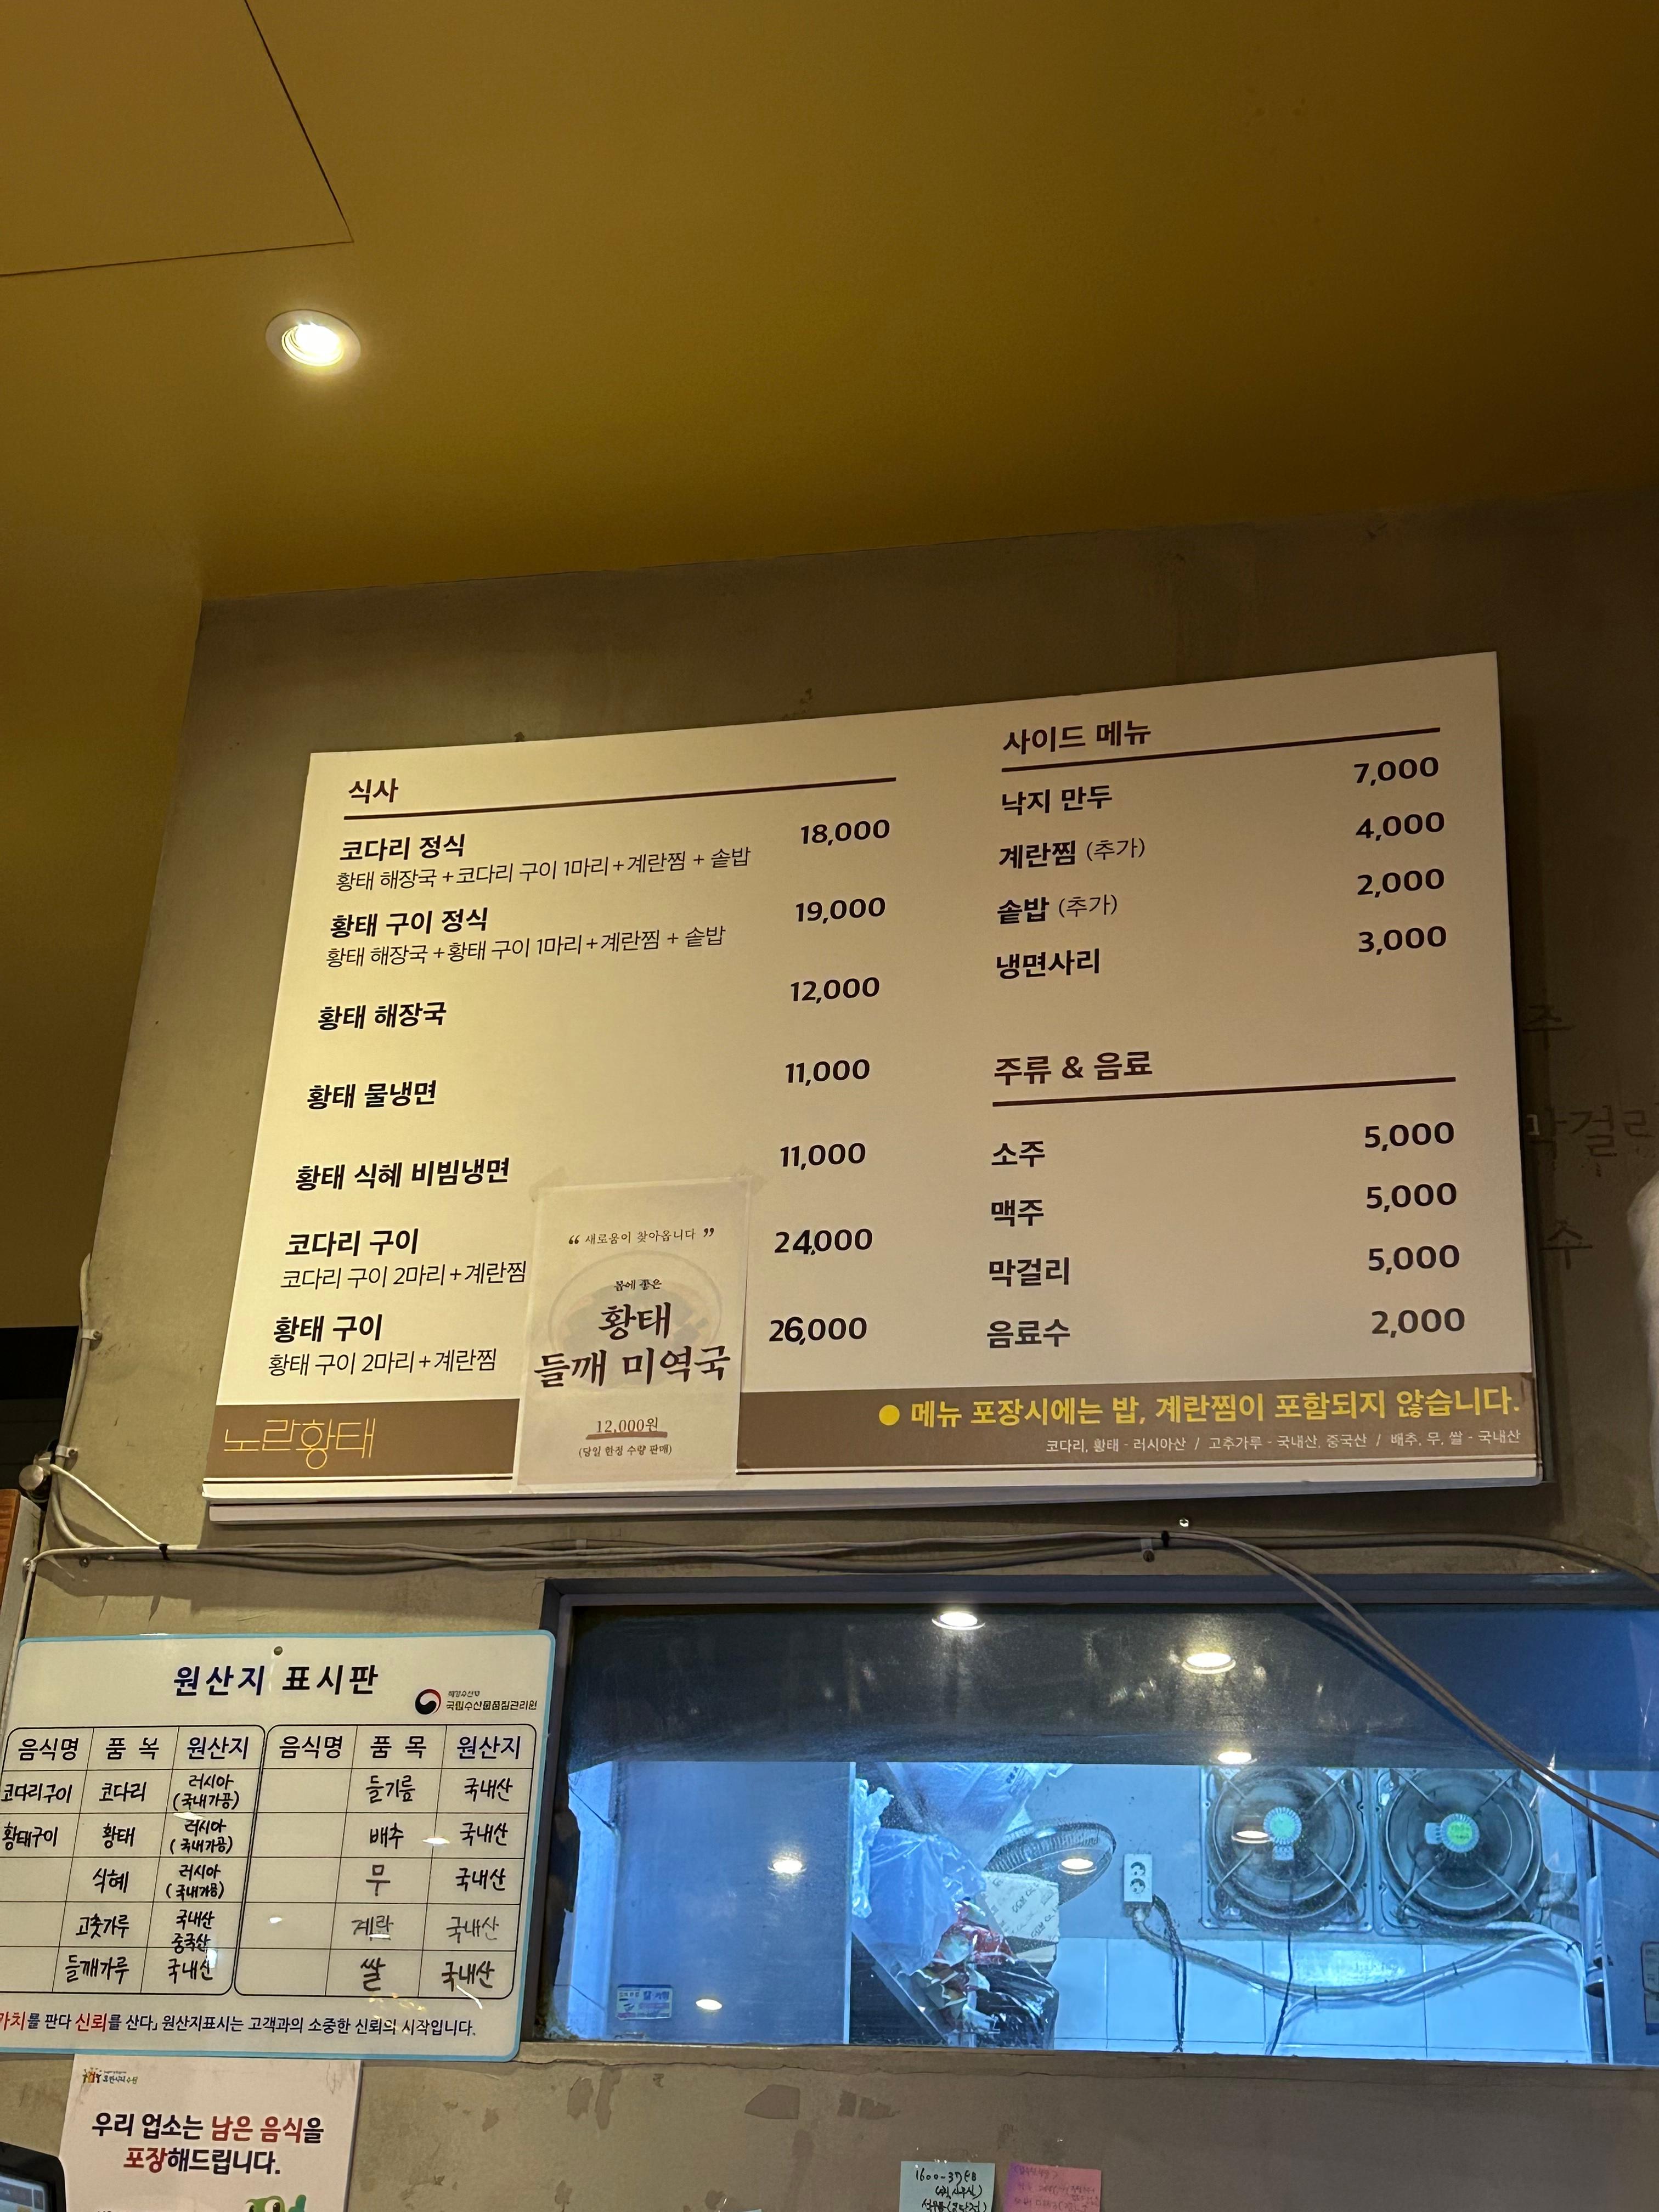 식사
코다리 정식 18,000
황태 해장국 + 코다리 구이 1마리 + 계란찜 + 솥밥
황태 구이 정식 19,000
황태 해장국 + 황태 구이 1마리 + 계란찜 + 솥밥
황태 해장국 12,000
황태 물냉면 11,000
황태 식혜 비빔냉면 11,000
코다리 구이 24,000
코다리 구이 2마리 + 계란찜
황태 구이 26,000
황태 구이 2마리 + 계란찜
노란황태
“ 새로움이 찾아옵니다 ”
몸에 좋은
황태
들깨 미역국
12,000원
(당일 한정 수량 판매)
사이드 메뉴
낙지 만두 7,000
계란찜 (추가) 4,000
솥밥 (추가) 2,000
냉면사리 3,000
주류 & 음료
소주 5,000
맥주 5,000
막걸리 5,000
음료수 2,000
● 메뉴 포장시에는 밥, 계란찜이 포함되지 않습니다.
코다리, 황태 - 러시아산 / 고추가루 - 국내산, 중국산 / 배추, 무, 쌀 - 국내산
주
막걸리
수
원산지 표시판
해양수산부
국립수산물품질관리원
음식명 품 목 원산지 음식명 품 목 원산지
코다리구이 코다리 러시아 (국내가공) 들기름 국내산
황태구이 황태 러시아 (국내가공) 배추 국내산
식혜 러시아 (국내가공) 무 국내산
고춧가루 국내산 중국산 계란 국내산
들깨가루 국내산 쌀 국내산
가치를 판다 신뢰를 산다」 원산지표시는 고객과의 소중한 신뢰의 시작입니다.
우리 업소는 남은 음식을
포장해드립니다.